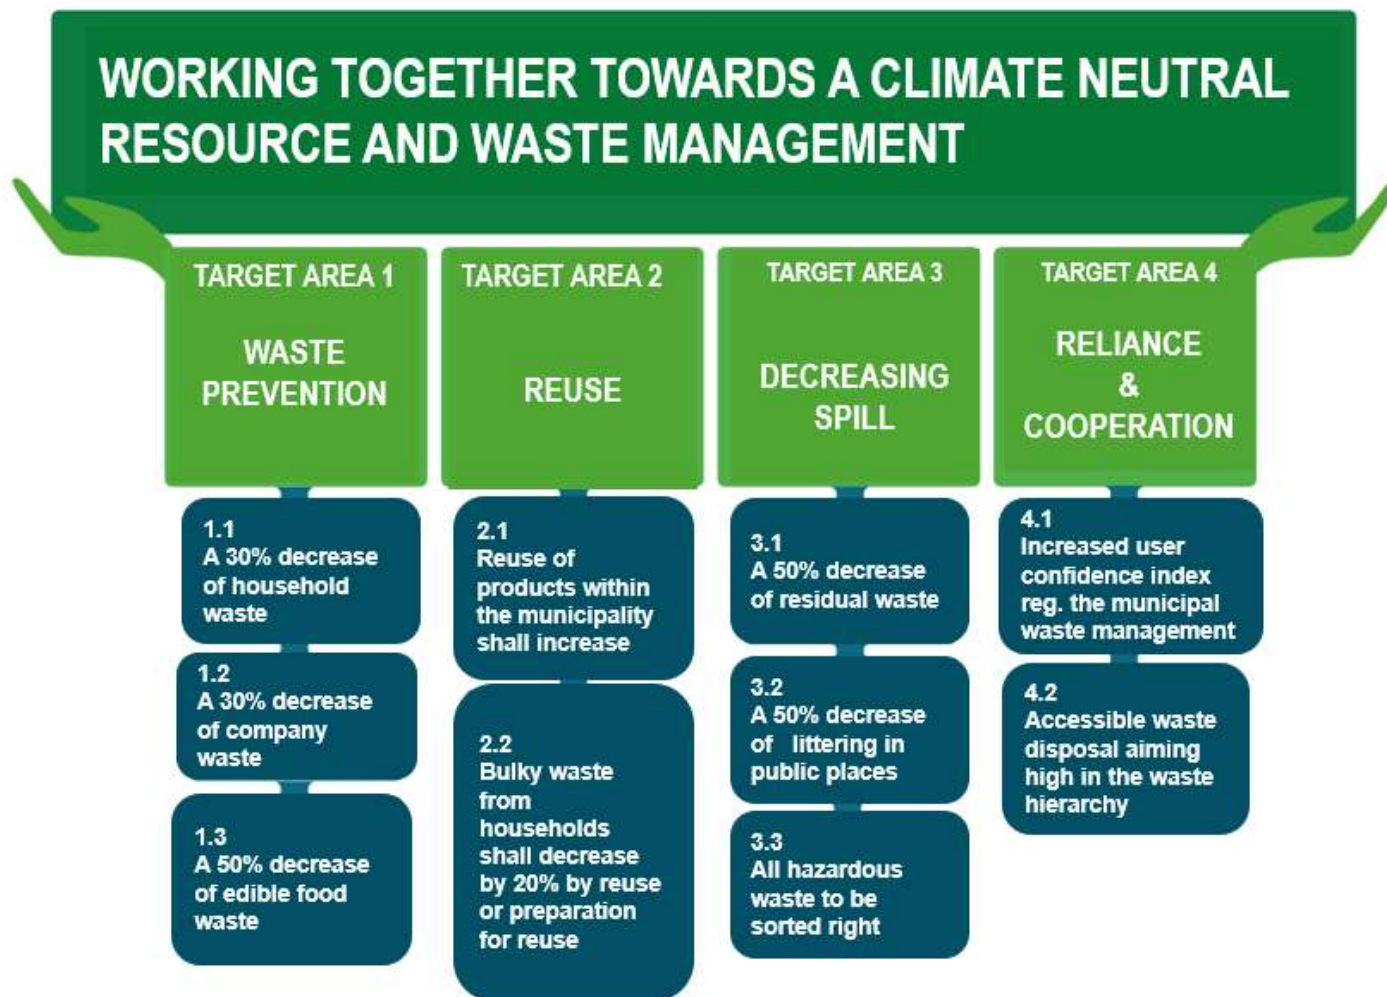 WORKING TOGETHER TOWARDS A CLIMATE NEUTRAL
RESOURCE AND WASTE MANAGEMENT
TARGET AREA 1
WASTE
PREVENTION
1.1
A 30% decrease
of household
waste
1.2
A 30% decrease
of company
waste
1.3
A 50% decrease
of edible food
waste
TARGET AREA 2
REUSE
2.1
Reuse of
products within
the municipality
shall increase
2.2
Bulky waste
from
households
shall decrease
by 20% by reuse
or preparation
for reuse
TARGET AREA 3
DECREASING
SPILL
3.1
A 50% decrease
of residual waste
3.2
A 50% decrease
of littering in
public places
3.3
All hazardous
waste to be
sorted right
TARGET AREA 4
RELIANCE
&
COOPERATION
4.1
Increased user
confidence index
reg. the municipal
waste management
4.2
Accessible waste
disposal aiming
high in the waste
hierarchy